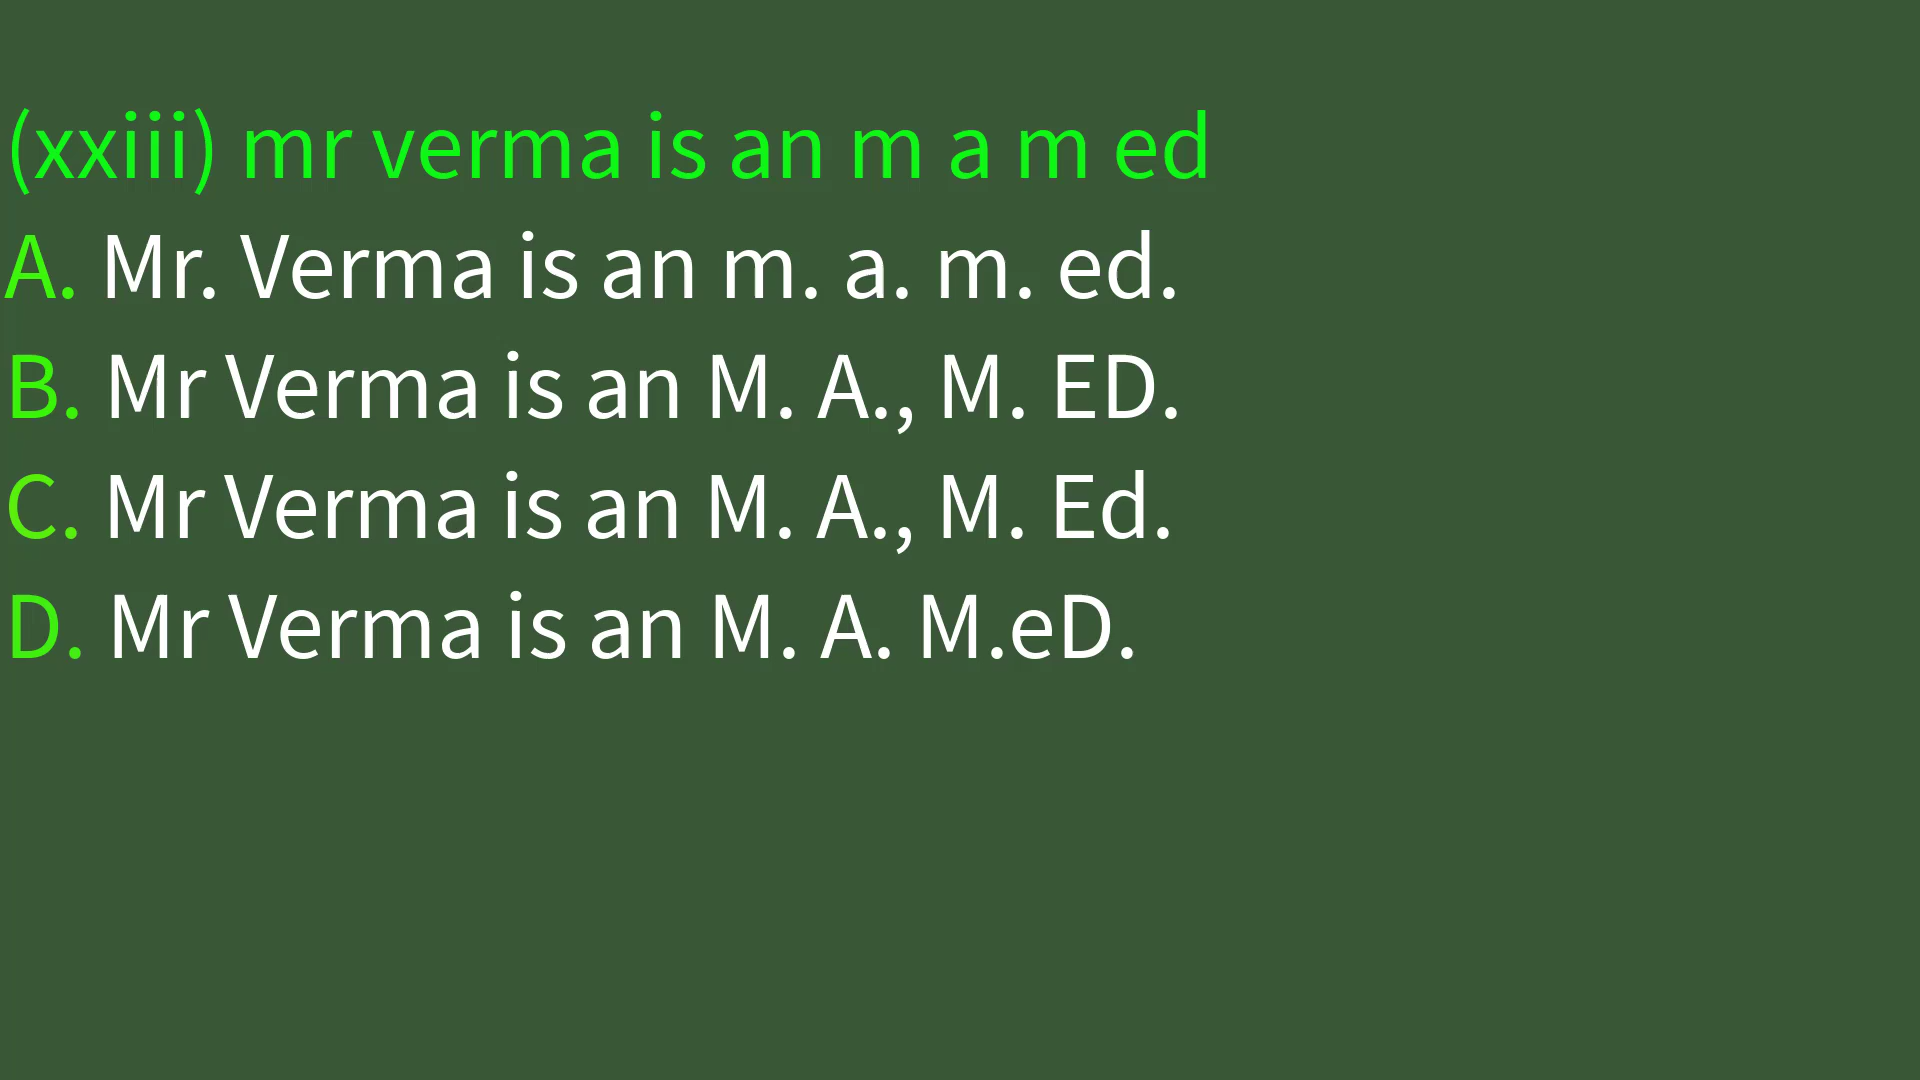 (xxiii) mr verma is an m a m ed
A. Mr. Verma is an m. a. m. ed.
B. Mr Verma is an M. A., M. ED.
C. Mr Verma is an M. A., M. Ed.
D. Mr Verma is an M. A. M.eD.